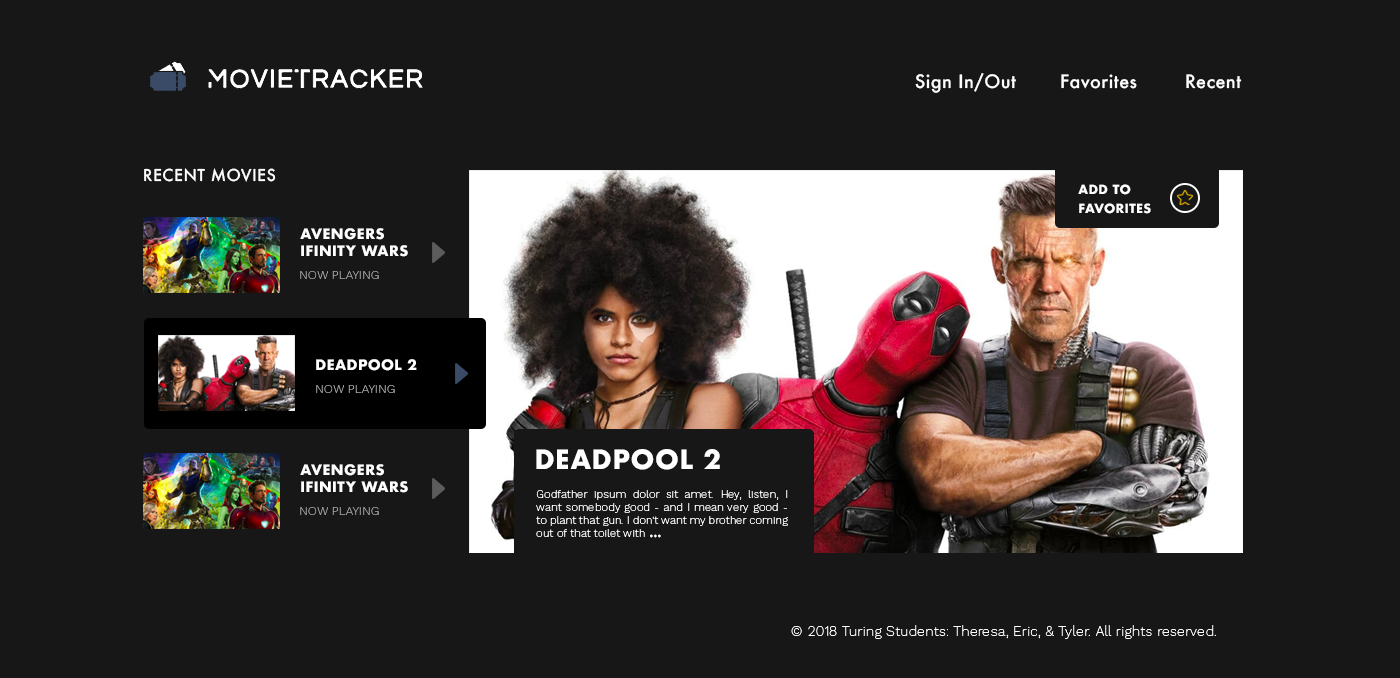 MOVIETRACKER
Sign In/Out Favorites Recent
RECENT MOVIES
AVENGERS
IFINITY WARS
NOW PLAYING
DEADPOOL 2
NOW PLAYING
AVENGERS
IFINITY WARS
NOW PLAYING
ADD TO
FAVORITES
DEADPOOL 2
Godfather ipsum dolor sit amet. Hey, listen, I
want somebody good - and I mean very good -
to plant that gun. I don't want my brother coming
out of that toilet with ...
© 2018 Turing Students: Theresa, Eric, & Tyler. All rights reserved.